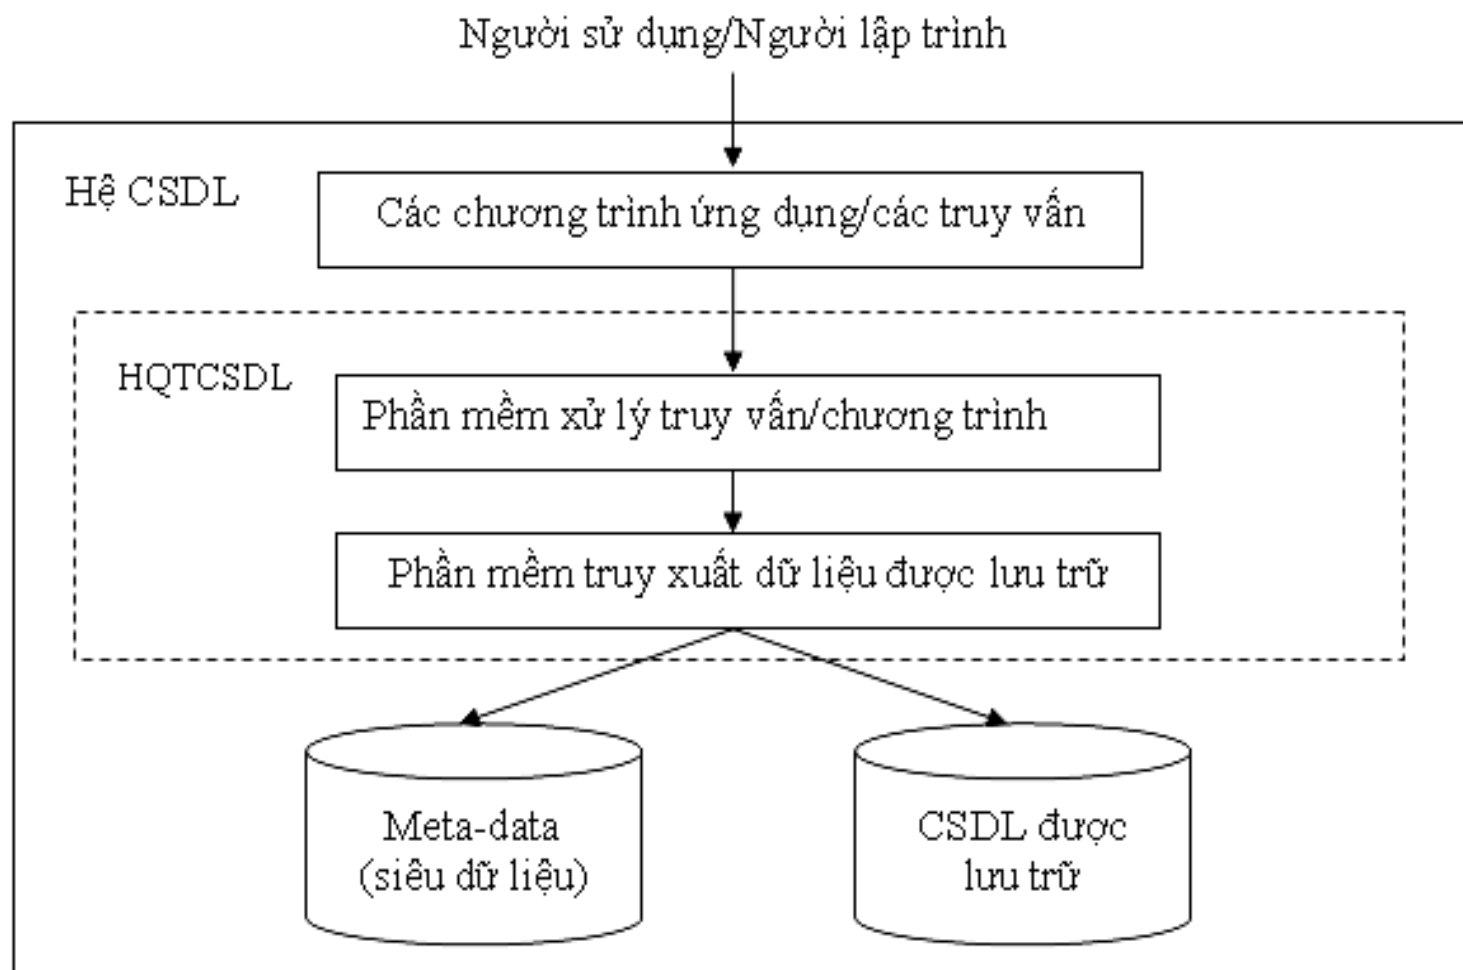 Người sử dụng/Người lập trình
Hệ CSDL
Các chương trình ứng dụng/các truy vấn
HQTCSDL
Phần mềm xử lý truy vấn/chương trình
Phần mềm truy xuất dữ liệu được lưu trữ
Meta-data
(siêu dữ liệu)
CSDL được
lưu trữ